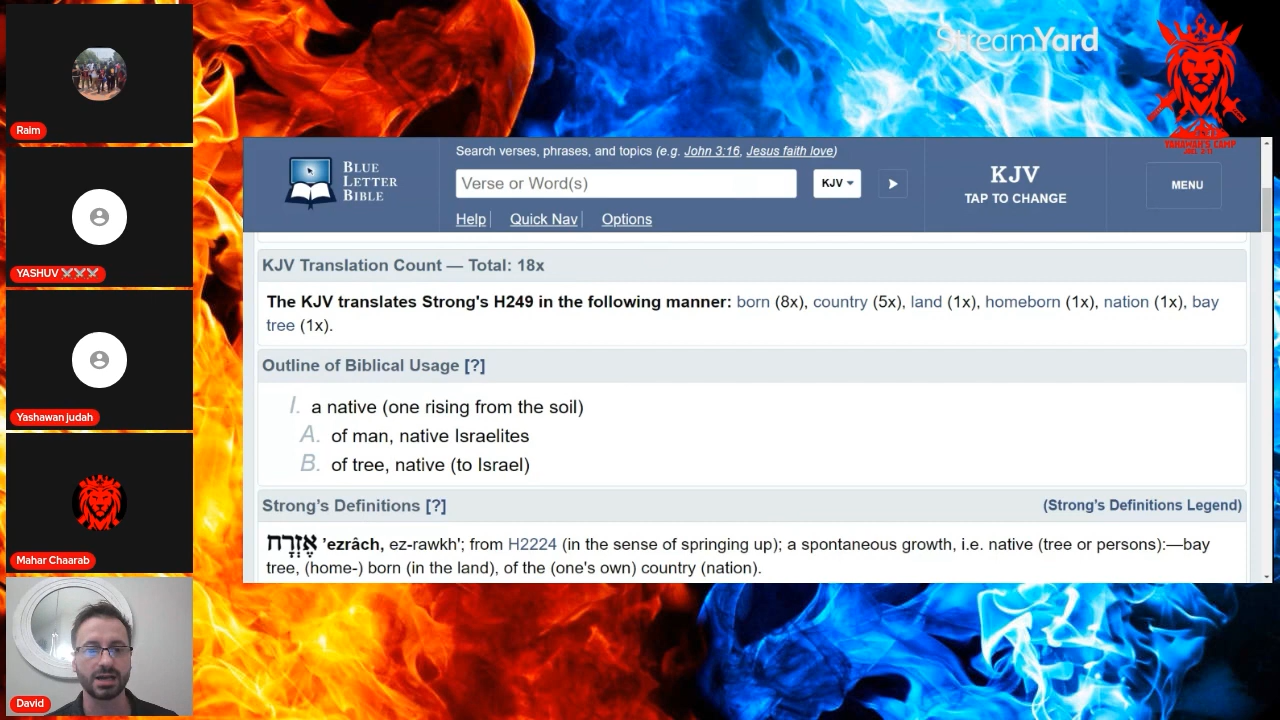 StreamYard
YAHAWAH'S CAMP
Raim
YASHUV ⚔⚔⚔
Yashawan judah
Mahar Chaarab
David
BLUE
LETTER
BIBLE
Search verses, phrases, and topics (e.g. John 3:16, Jesus faith love)
Verse or Word(s)
KJV
Help
Quick Nav
Options
KJV
TAP TO CHANGE
MENU
KJV Translation Count — Total: 18x
The KJV translates Strong's H249 in the following manner: born (8x), country (5x), land (1x), homeborn (1x), nation (1x), bay
tree (1x).
Outline of Biblical Usage [?]
I. a native (one rising from the soil)
A. of man, native Israelites
B. of tree, native (to Israel)
Strong's Definitions [?]
(Strong's Definitions Legend)
אֶזְרָח 'ezrâch, ez-rawkh'; from H2224 (in the sense of springing up); a spontaneous growth, i.e. native (tree or persons):—bay
tree, (home-) born (in the land), of the (one's own) country (nation).